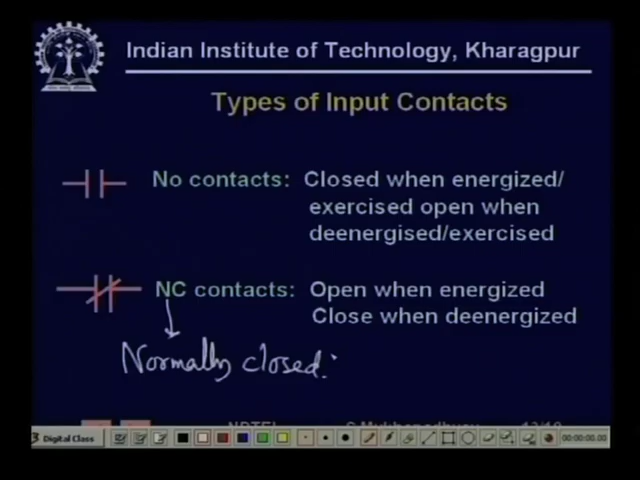 Indian Institute of Technology, Kharagpur
Types of Input Contacts
No contacts: Closed when energized/
exercised open when
deenergised/exercised
NC contacts: Open when energized
Close when deenergized
Normally closed.
Digital Class
00:00:00.00